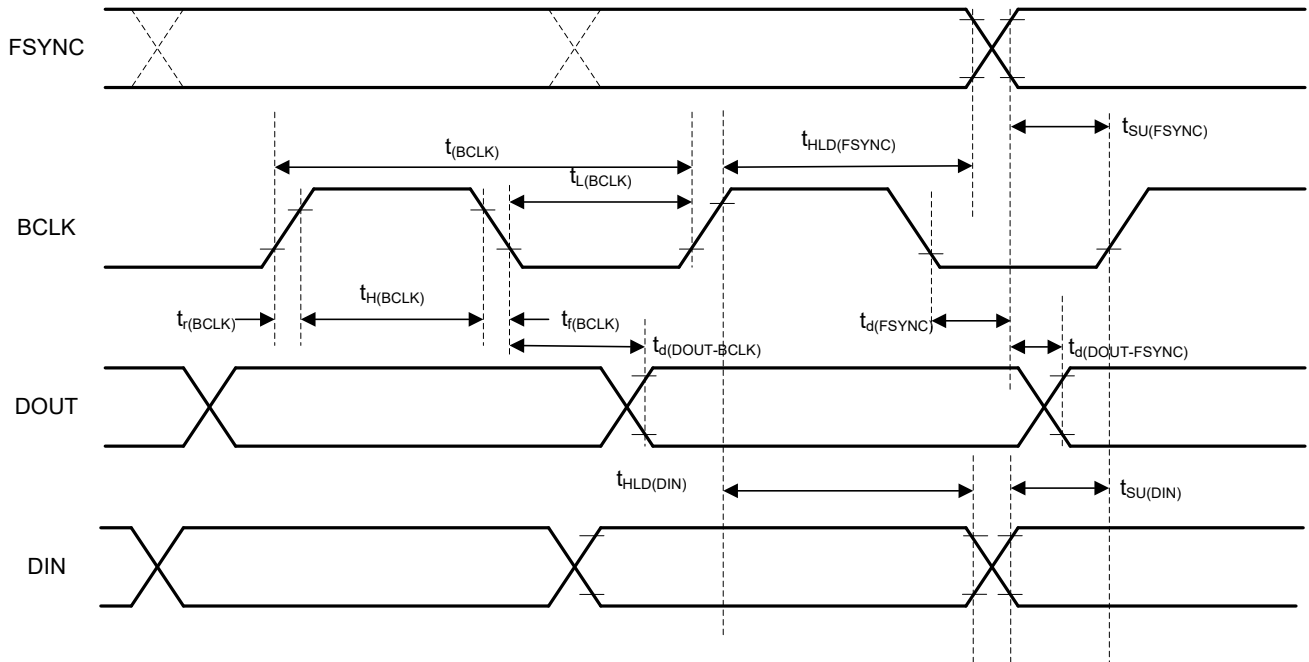 FSYNC
tSU(FSYNC)
tHLD(FSYNC)
t(BCLK)
tL(BCLK)
BCLK
tH(BCLK)
tr(BCLK)
tf(BCLK)
td(FSYNC)
td(DOUT-BCLK)
td(DOUT-FSYNC)
DOUT
tHLD(DIN)
tSU(DIN)
DIN